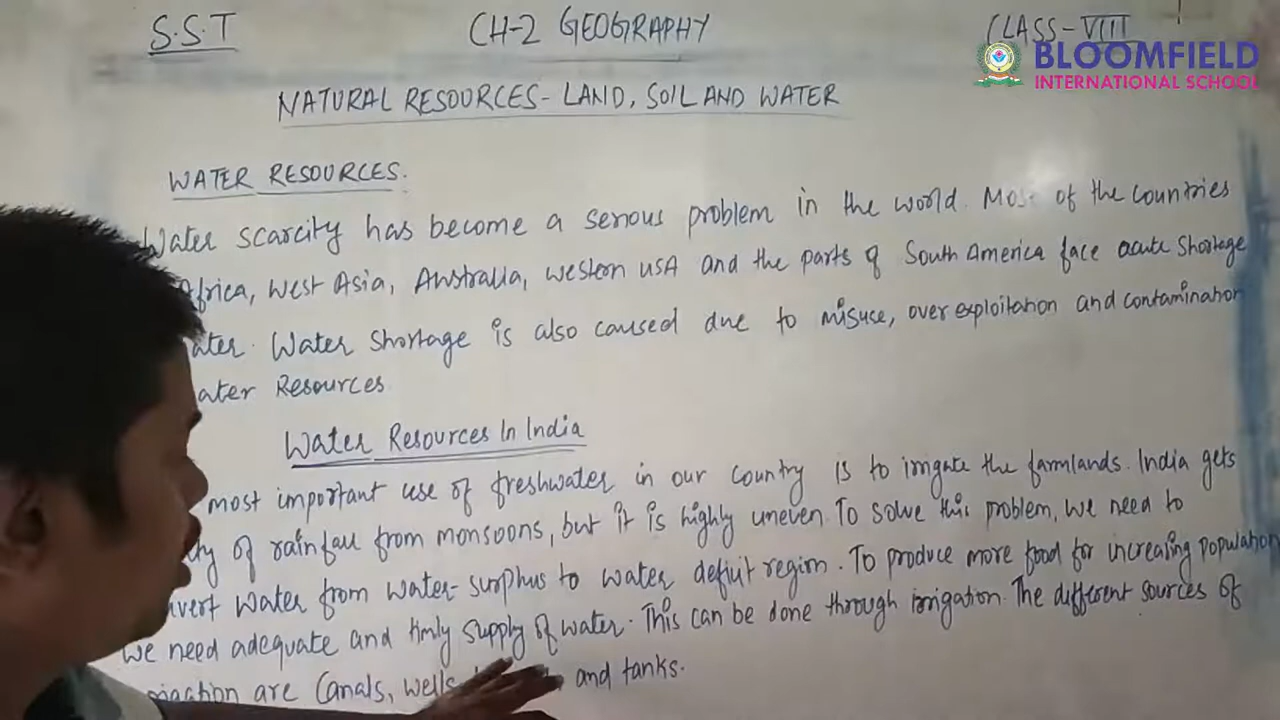 S.S.T
CH-2 GEOGRAPHY
CLASS-VIII
BLOOMFIELD
INTERNATIONAL SCHOOL
NATURAL RESOURCES - LAND, SOIL AND WATER
WATER RESOURCES.
Water scarcity has become a serious problem in the world. Most of the countries
Africa, West Asia, Australia, western USA and the parts of South America face acute shortage
ater. Water shortage is also caused due to misuse, over exploitation and contamination
ater Resources
Water Resources In India
most important use of freshwater in our country is to irrigate the farmlands. India gets
of rainfall from monsoons, but it is highly uneven. To solve this problem, we need to
water from water-surplus to water deficit region. To produce more food for increasing population
we need adequate and timly supply of water. This can be done through irrigation. The different sources of
are Canals, wells and tanks.